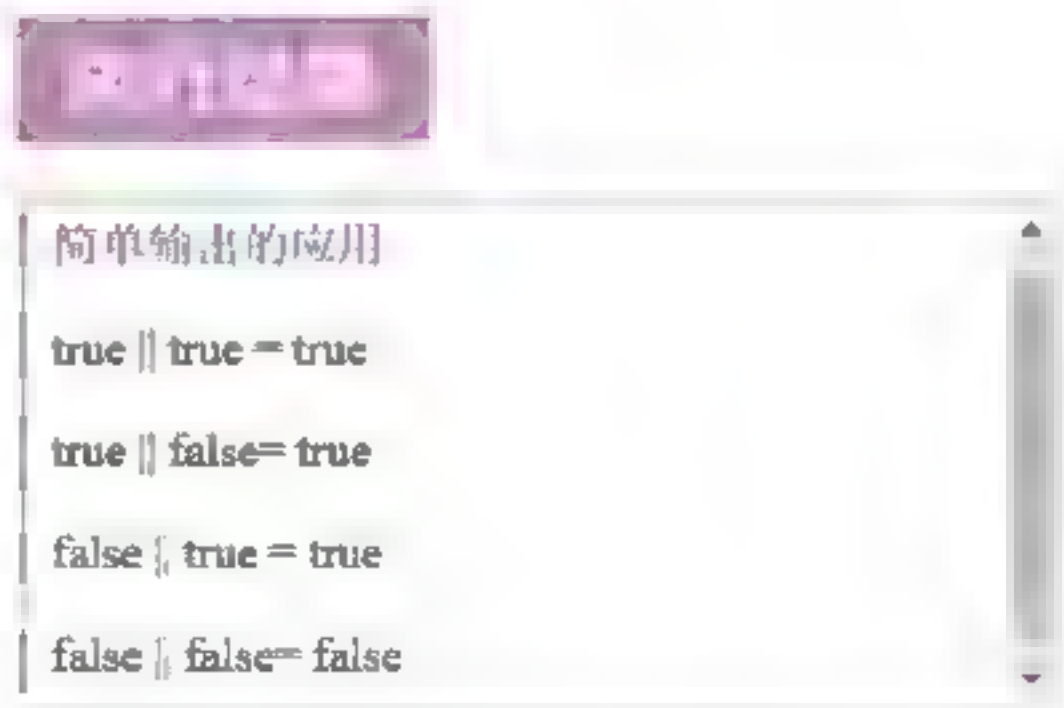 简单输出的应用
true || true = true
true || false= true
false || true = true
false || false= false